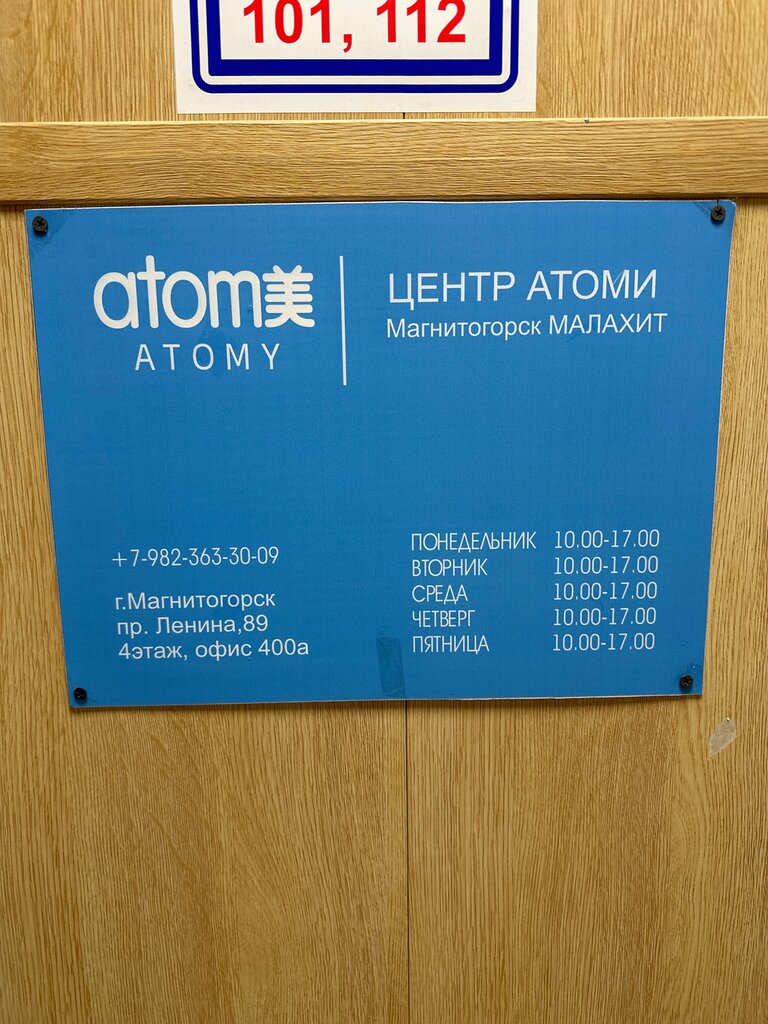 101, 112
atom美
ATOMY
ЦЕНТР АТОМИ
Магнитогорск МАЛАХИТ
+7-982-363-30-09
г.Магнитогорск
пр. Ленина,89
4этаж, офис 400а
ПОНЕДЕЛЬНИК 10.00-17.00
ВТОРНИК 10.00-17.00
СРЕДА 10.00-17.00
ЧЕТВЕРГ 10.00-17.00
ПЯТНИЦА 10.00-17.00